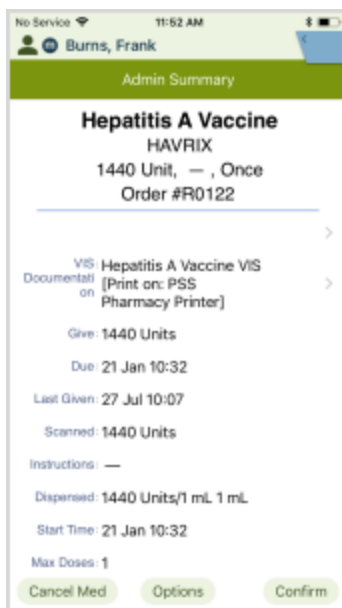 No Service 11:52 AM
m Burns, Frank
Admin Summary
Hepatitis A Vaccine
HAVRIX
1440 Unit, — , Once
Order #R0122
VIS Documentati on: Hepatitis A Vaccine VIS
[Print on: PSS
Pharmacy Printer]
Give: 1440 Units
Due: 21 Jan 10:32
Last Given: 27 Jul 10:07
Scanned: 1440 Units
Instructions: —
Dispensed: 1440 Units/1 mL 1 mL
Start Time: 21 Jan 10:32
Max Doses: 1
Cancel Med Options Confirm